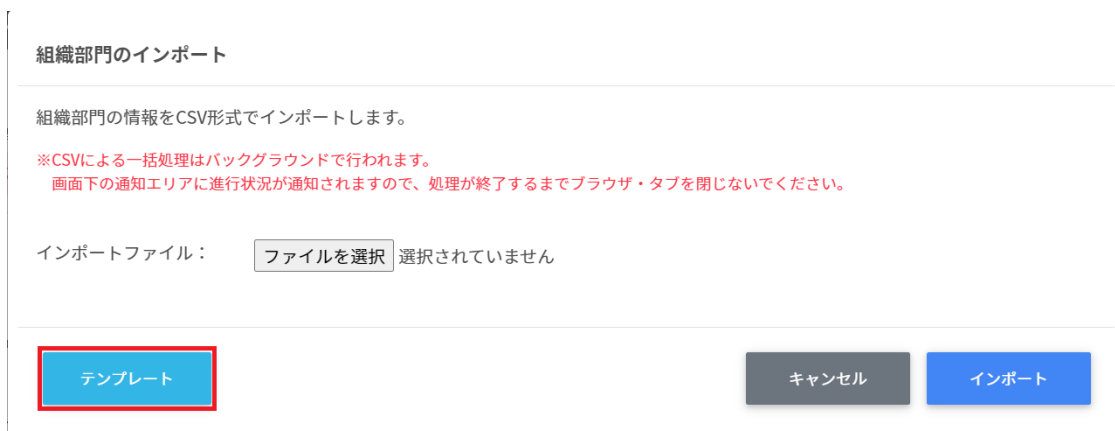 組織部門のインポート
組織部門の情報をCSV形式でインポートします。
※CSVによる一括処理はバックグラウンドで行われます。
画面下の通知エリアに進行状況が通知されますので、処理が終了するまでブラウザ・タブを閉じないでください。
インポートファイル： ファイルを選択 選択されていません
テンプレート キャンセル インポート